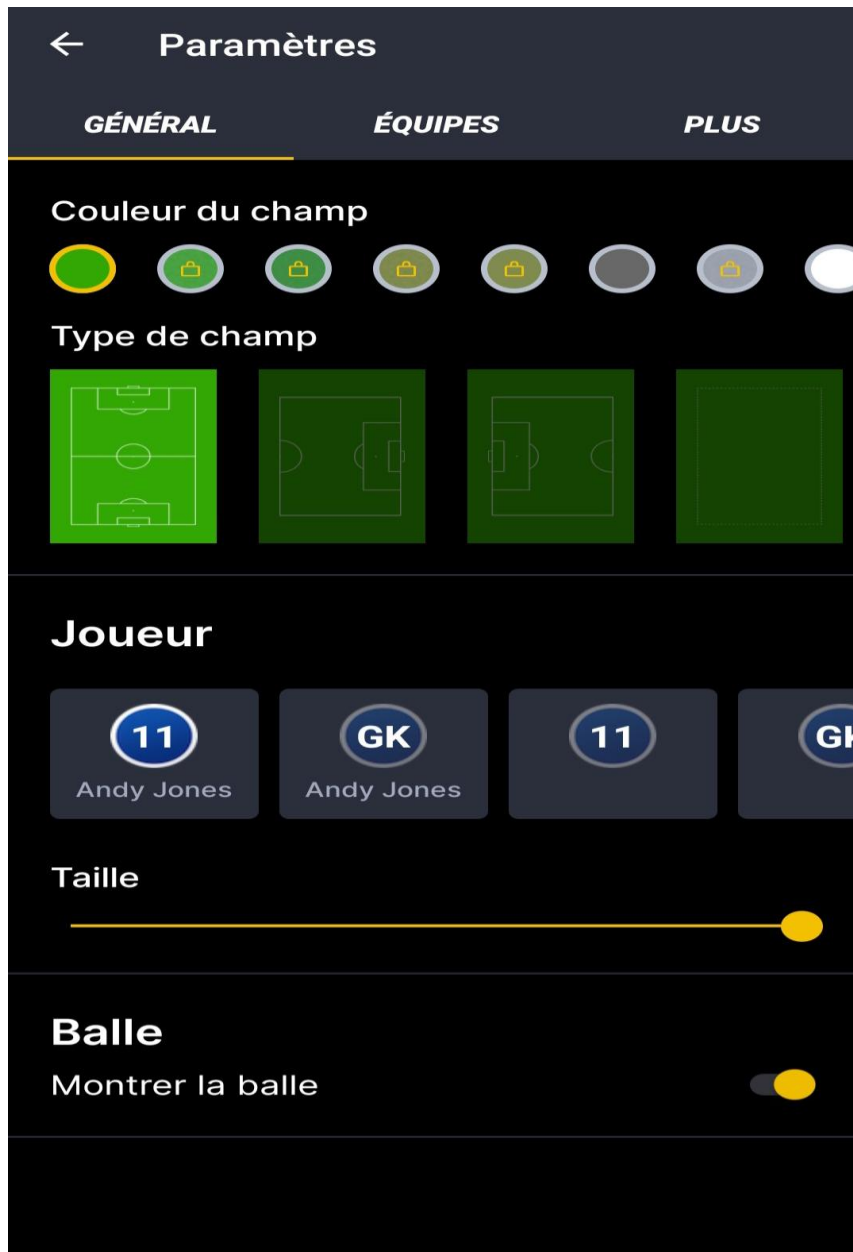 Paramètres
GÉNÉRAL ÉQUIPES PLUS
Couleur du champ
Type de champ
Joueur
11 GK 11 GK
Andy Jones Andy Jones
Taille
Balle
Montrer la balle